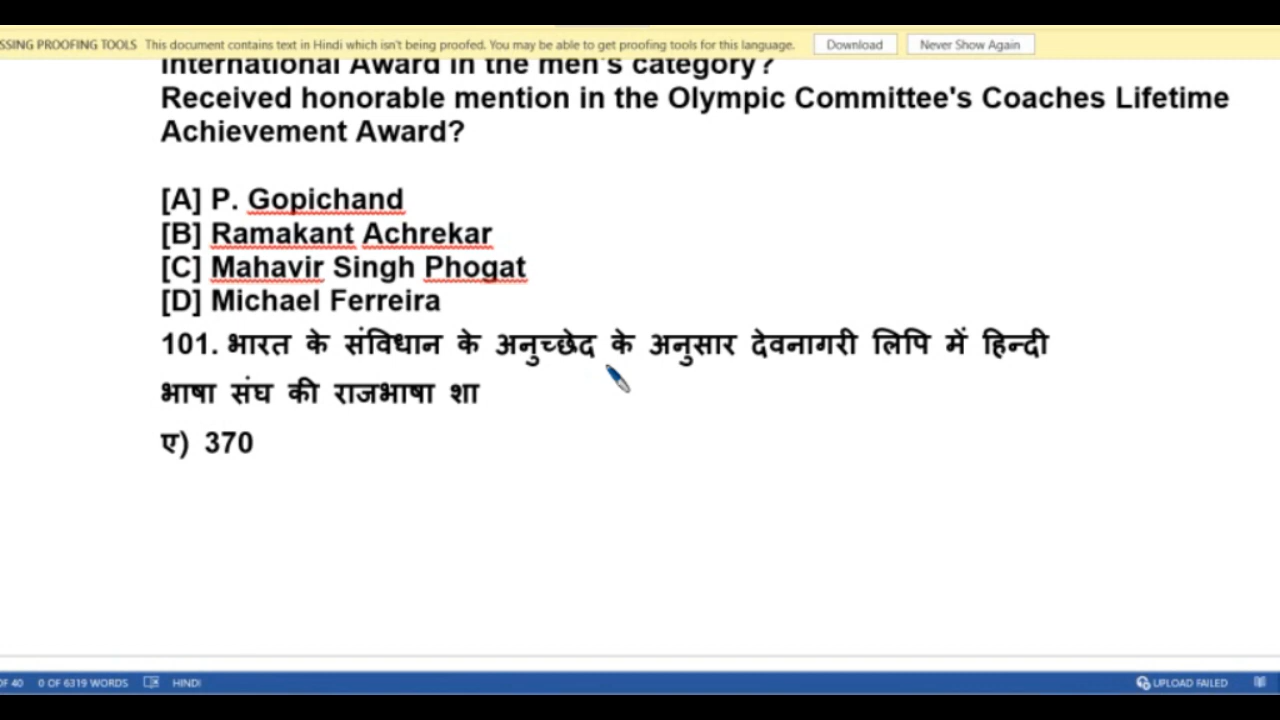 SSING PROOFING TOOLS This document contains text in Hindi which isn't being proofed. You may be able to get proofing tools for this language. Download Never Show Again
International Award in the men's category?
Received honorable mention in the Olympic Committee's Coaches Lifetime
Achievement Award?
[A] P. Gopichand
[B] Ramakant Achrekar
[C] Mahavir Singh Phogat
[D] Michael Ferreira
101. भारत के संविधान के अनुच्छेद के अनुसार देवनागरी लिपि में हिन्दी
भाषा संघ की राजभाषा शा
ए) 370
OF 40 0 OF 6319 WORDS HINDI UPLOAD FAILED